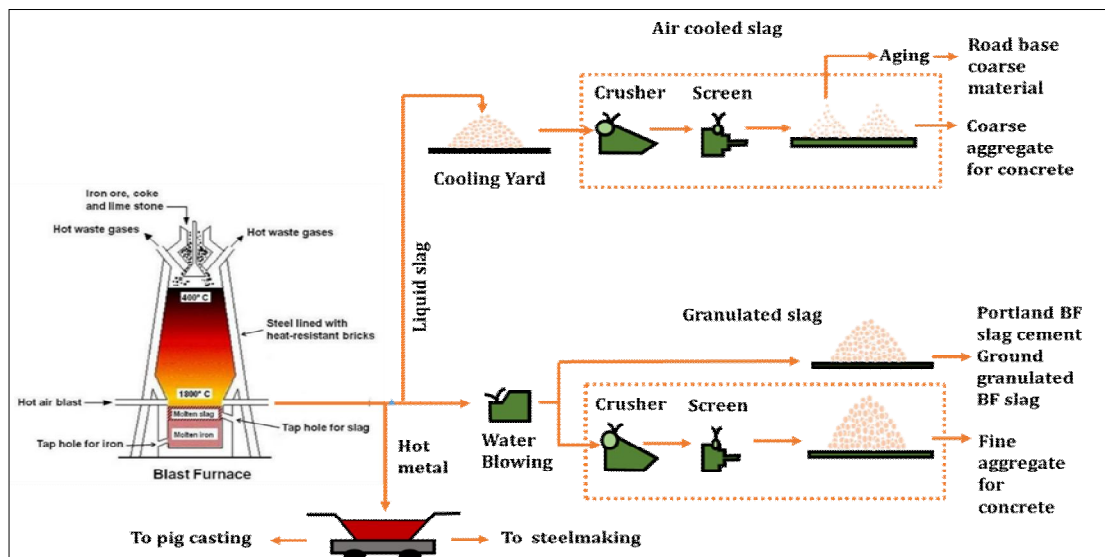 Air cooled slag
Aging
Road base
coarse
material
Crusher
Screen
Coarse
aggregate
for concrete
Cooling Yard
Iron ore, coke
and lime stone
Hot waste gases
Hot waste gases
400° C
Liquid slag
Steel lined with
heat-resistant bricks
1800° C
Hot air blast
Molten slag
Tap hole for slag
Tap hole for iron
Molten iron
Blast Furnace
Granulated slag
Portland BF
slag cement
Ground
granulated
BF slag
Water
Blowing
Crusher
Screen
Fine
aggregate
for
concrete
Hot
metal
To pig casting
To steelmaking